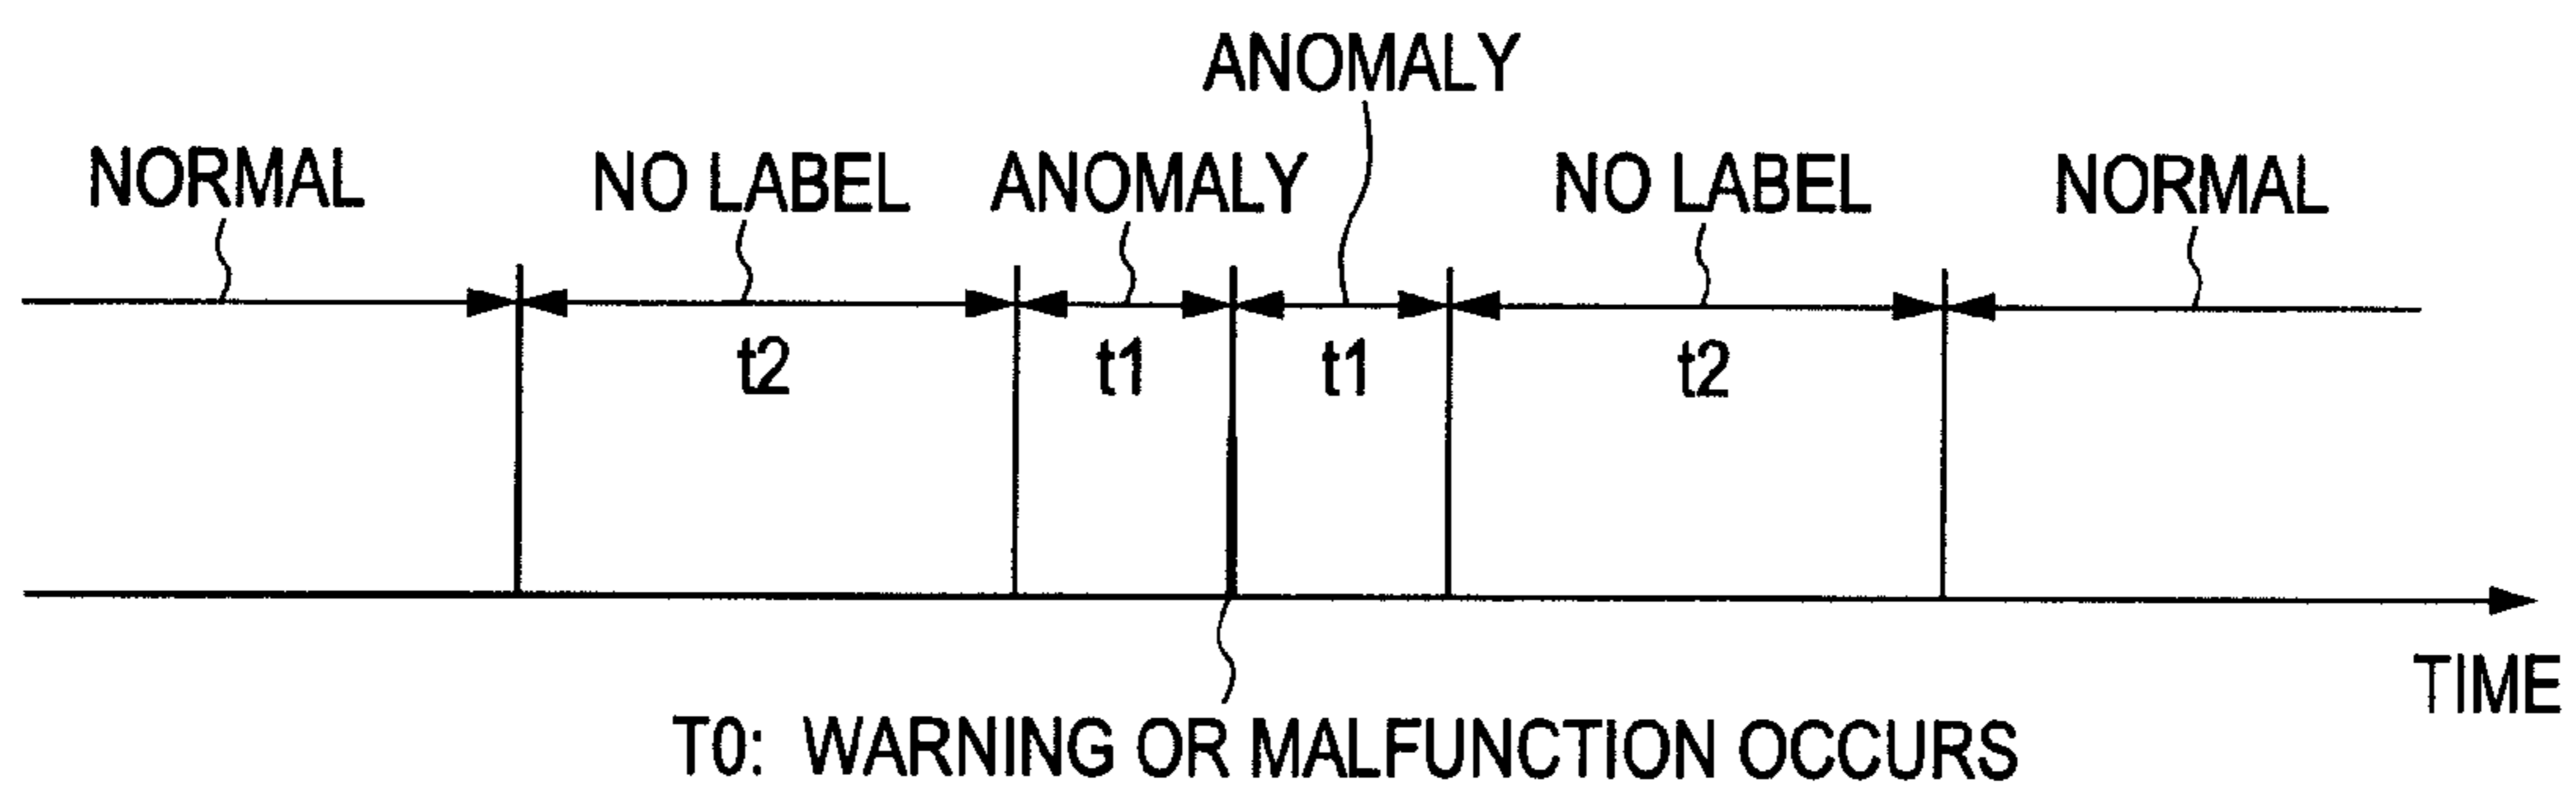 ANOMALY
NORMAL NO LABEL ANOMALY NO LABEL NORMAL
t2 t1 t1 t2
TIME
T0: WARNING OR MALFUNCTION OCCURS